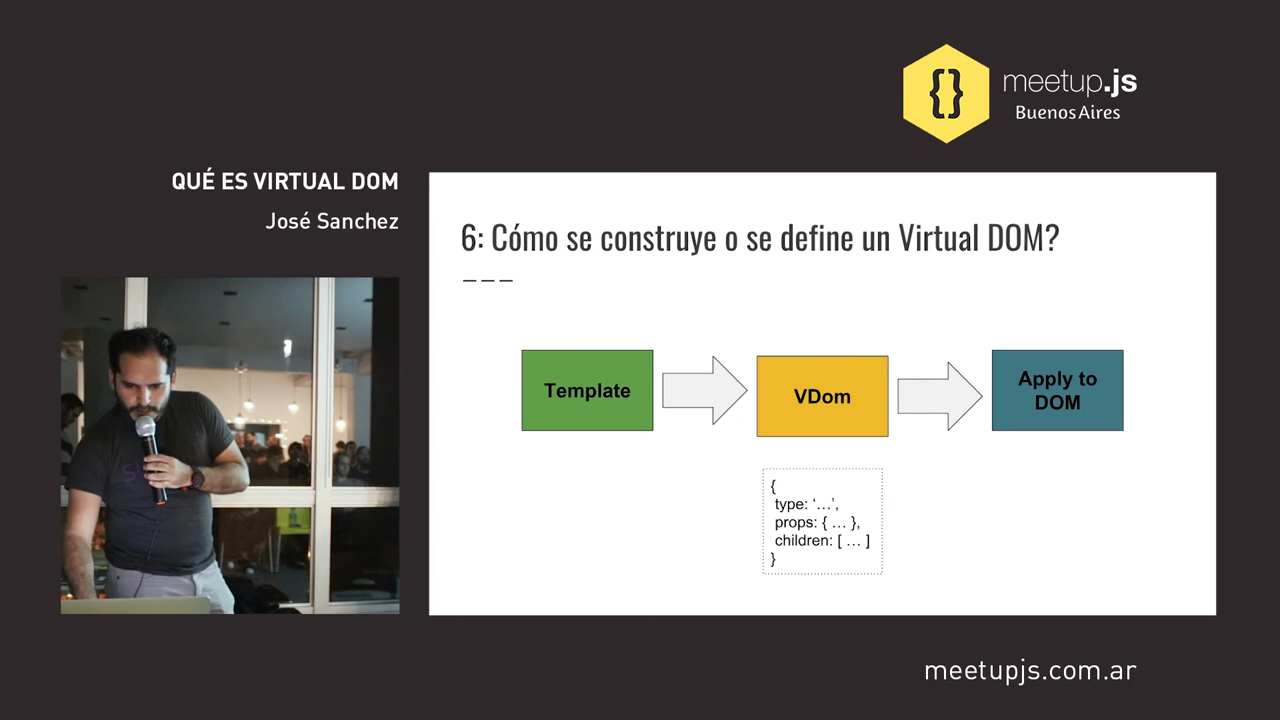 {}
meetup.js
Buenos Aires
QUÉ ES VIRTUAL DOM
José Sanchez
6: Cómo se construye o se define un Virtual DOM?
Template
VDom
Apply to
DOM
{
type: ‘…’,
props: { … },
children: [ … ]
}
meetupjs.com.ar